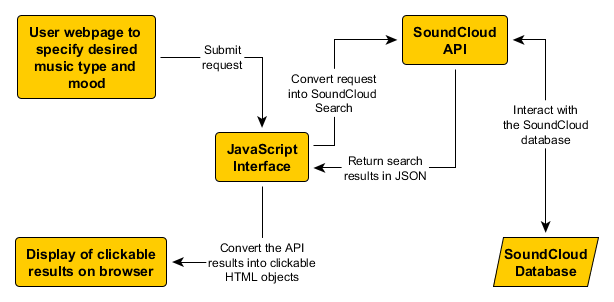 User webpage to
specify desired
music type and
mood
Submit
request
SoundCloud
API
Convert request
into SoundCloud
Search
Interact with
the SoundCloud
database
JavaScript
Interface
Return search
results in JSON
Convert the API
results into clickable
HTML objects
Display of clickable
results on browser
SoundCloud
Database